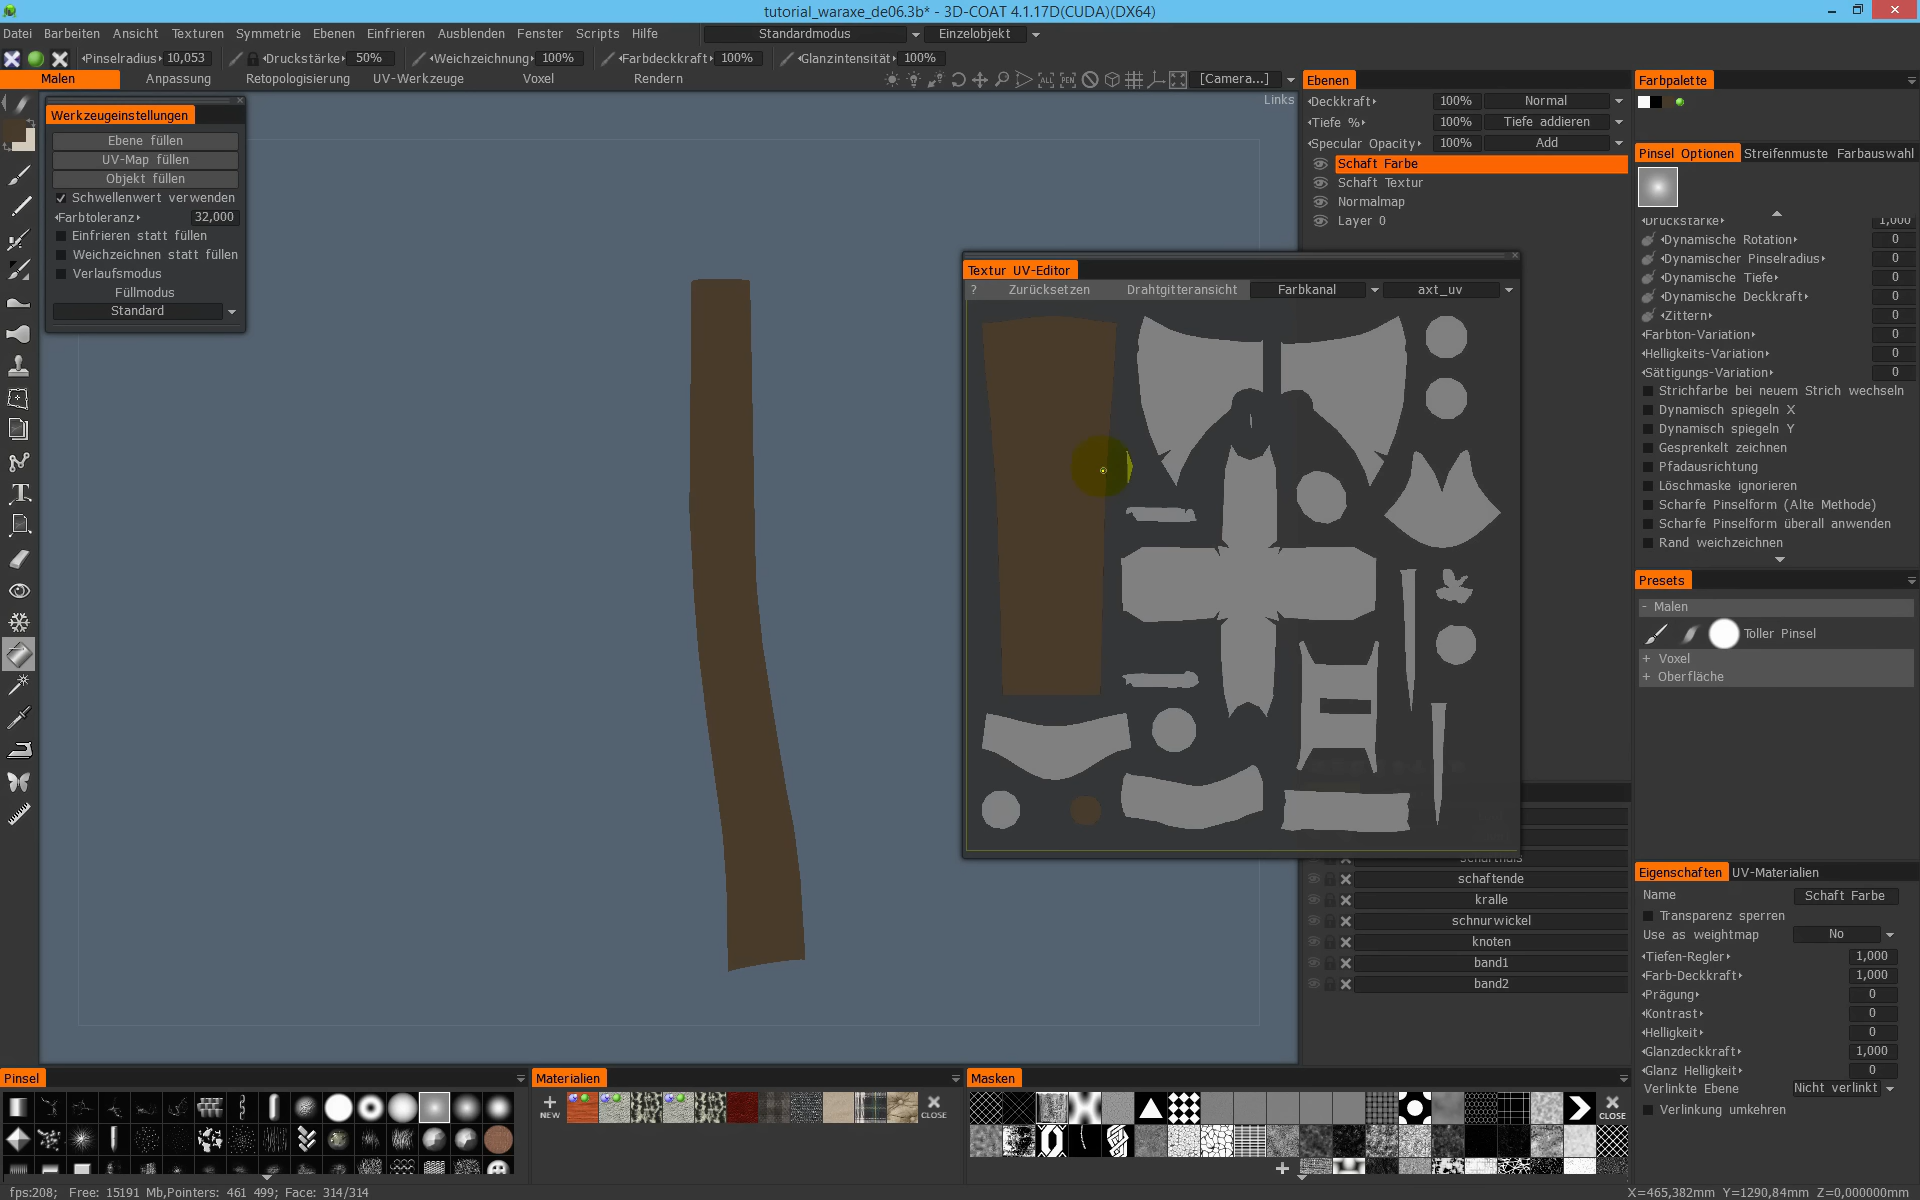 tutorial_waraxe_de06.3b* - 3D-COAT 4.1.17D(CUDA)(DX64)
Datei Bearbeiten Ansicht Texturen Symmetrie Ebenen Einfrieren Ausblenden Fenster Scripts Hilfe Standardmodus Einzelobjekt
Pinselradius 10,053 Druckstärke 50% Weichzeichnung 100% Farbdeckkraft 100% Glanzintensität 100%
Malen Anpassung Retopologisierung UV-Werkzeuge Voxel Rendern [Camera...]
Links
Werkzeugeinstellungen
Ebene füllen
UV-Map füllen
Objekt füllen
Schwellenwert verwenden
Farbtoleranz 32,000
Einfrieren statt füllen
Weichzeichnen statt füllen
Verlaufsmodus
Füllmodus
Standard
Textur UV-Editor
? Zurücksetzen Drahtgitteransicht Farbkanal axt_uv
Ebenen
Deckkraft 100% Normal
Tiefe % 100% Tiefe addieren
Specular Opacity 100% Add
Schaft Farbe
Schaft Textur
Normalmap
Layer 0
schaftende
kralle
schnurwickel
knoten
band1
band2
Farbpalette
Pinsel Optionen Streifenmuste Farbauswahl
Druckstärke 1,000
Dynamische Rotation 0
Dynamischer Pinselradius 0
Dynamische Tiefe 0
Dynamische Deckkraft 0
Zittern 0
Farbton-Variation 0
Helligkeits-Variation 0
Sättigungs-Variation 0
Strichfarbe bei neuem Strich wechseln
Dynamisch spiegeln X
Dynamisch spiegeln Y
Gesprenkelt zeichnen
Pfadausrichtung
Löschmaske ignorieren
Scharfe Pinselform (Alte Methode)
Scharfe Pinselform überall anwenden
Rand weichzeichnen
Presets
- Malen
Toller Pinsel
+ Voxel
+ Oberfläche
Eigenschaften UV-Materialien
Name Schaft Farbe
Transparenz sperren
Use as weightmap No
Tiefen-Regler 1,000
Farb-Deckkraft 1,000
Prägung 0
Kontrast 0
Helligkeit 0
Glanzdeckkraft 1,000
Glanz Helligkeit 0
Verlinkte Ebene Nicht verlinkt
Verlinkung umkehren
Pinsel Materialien Masken
NEW CLOSE CLOSE
fps:208; Free: 15191 Mb,Pointers: 461 499; Face: 314/314
X=465,382mm Y=1290,84mm Z=0,000000mm